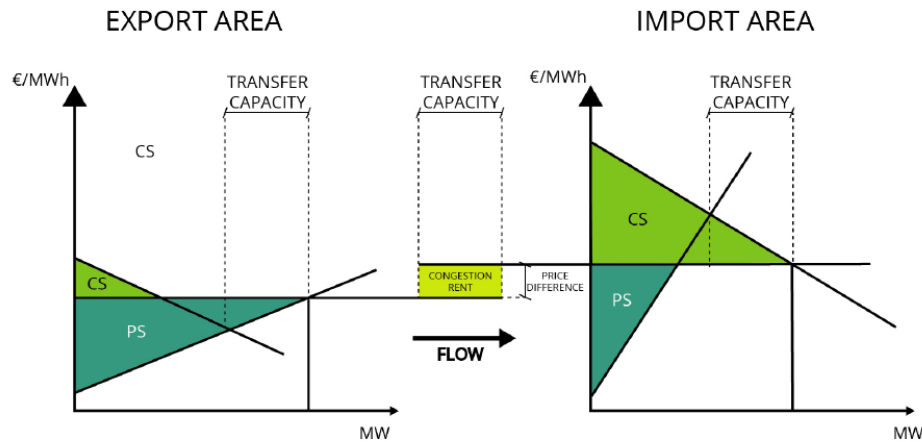 EXPORT AREA
IMPORT AREA
€/MWh
TRANSFER
CAPACITY
TRANSFER
CAPACITY
€/MWh
TRANSFER
CAPACITY
CS
CS
CS
PS
CONGESTION
RENT
PRICE
DIFFERENCE
PS
FLOW
MW
MW